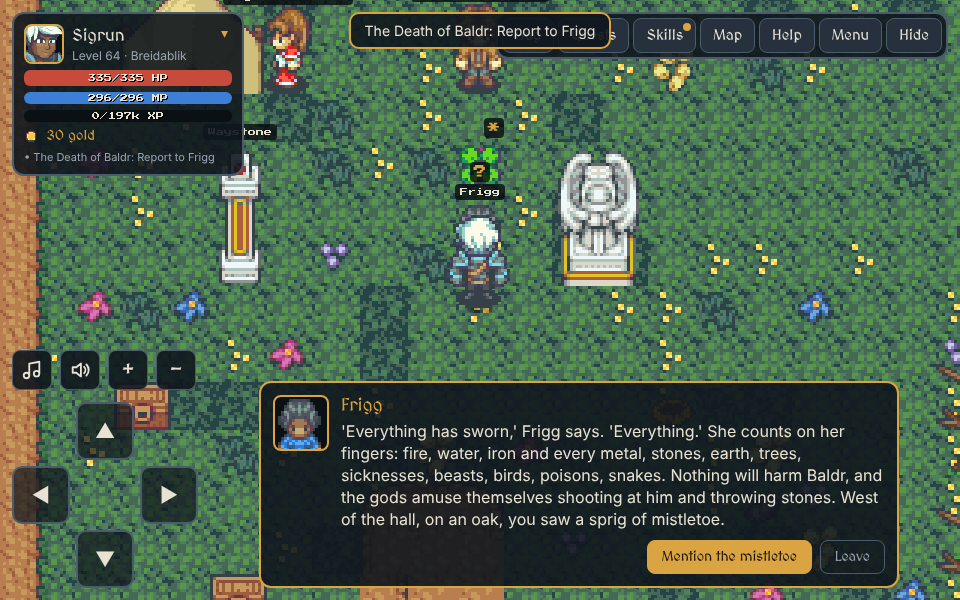 Sigrun
Level 64 · Breidablik
335/335 HP
296/296 MP
0/197k XP
30 gold
• The Death of Baldr: Report to Frigg
The Death of Baldr: Report to Frigg
Skills
Map
Help
Menu
Hide
?
Frigg
Frigg
'Everything has sworn,' Frigg says. 'Everything.' She counts on her
fingers: fire, water, iron and every metal, stones, earth, trees,
sicknesses, beasts, birds, poisons, snakes. Nothing will harm Baldr, and
the gods amuse themselves shooting at him and throwing stones. West
of the hall, on an oak, you saw a sprig of mistletoe.
Mention the mistletoe
Leave